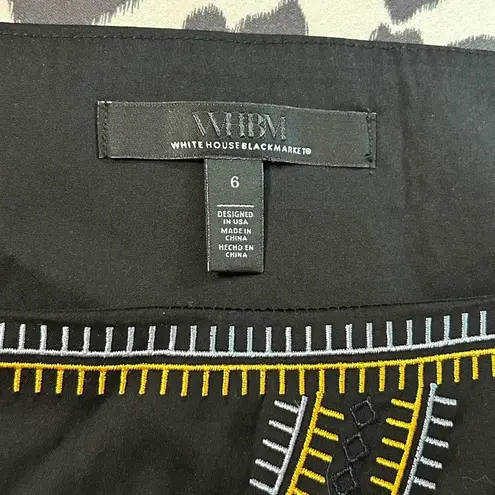 WHBM
WHITE HOUSE BLACK MARKET®
6
DESIGNED
IN USA
MADE IN
CHINA
HECHO EN
CHINA